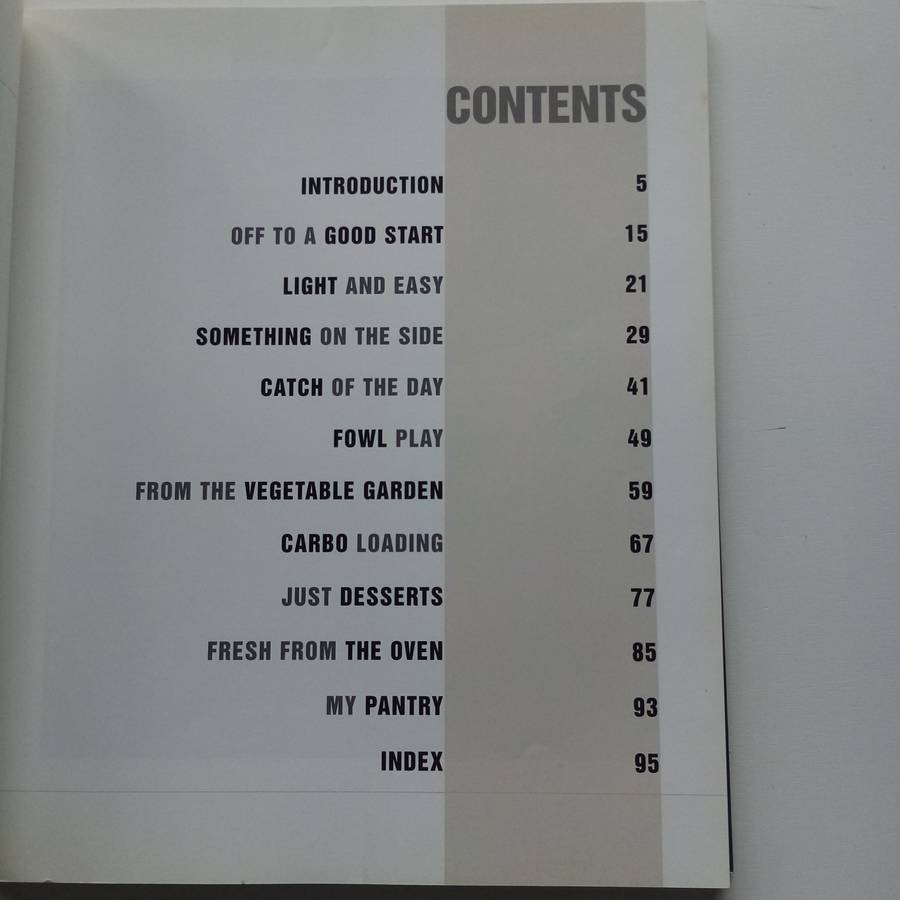 CONTENTS
INTRODUCTION 5
OFF TO A GOOD START 15
LIGHT AND EASY 21
SOMETHING ON THE SIDE 29
CATCH OF THE DAY 41
FOWL PLAY 49
FROM THE VEGETABLE GARDEN 59
CARBO LOADING 67
JUST DESSERTS 77
FRESH FROM THE OVEN 85
MY PANTRY 93
INDEX 95